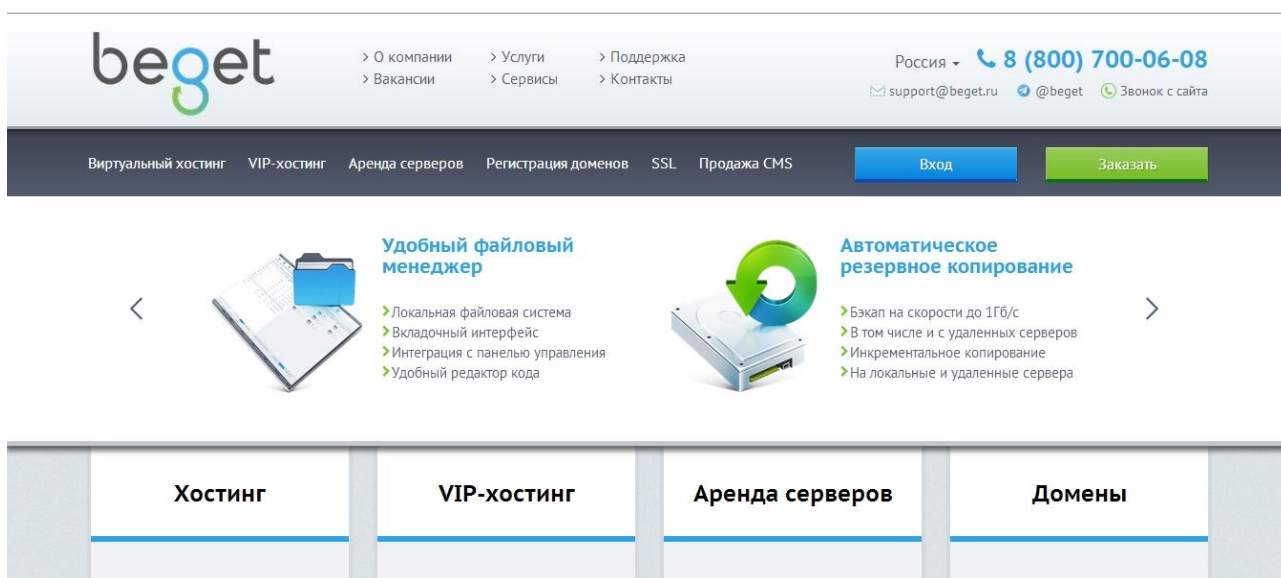 beget
> О компании > Услуги > Поддержка
> Вакансии > Сервисы > Контакты
Россия 8 (800) 700-06-08
support@beget.ru @beget Звонок с сайта
Виртуальный хостинг VIP-хостинг Аренда серверов Регистрация доменов SSL Продажа CMS Вход Заказать
Удобный файловый
менеджер
Локальная файловая система
Вкладочный интерфейс
Интеграция с панелью управления
Удобный редактор кода
Автоматическое
резервное копирование
Бэкап на скорости до 1Гб/с
В том числе и с удаленных серверов
Инкрементальное копирование
На локальные и удаленные сервера
Хостинг VIP-хостинг Аренда серверов Домены